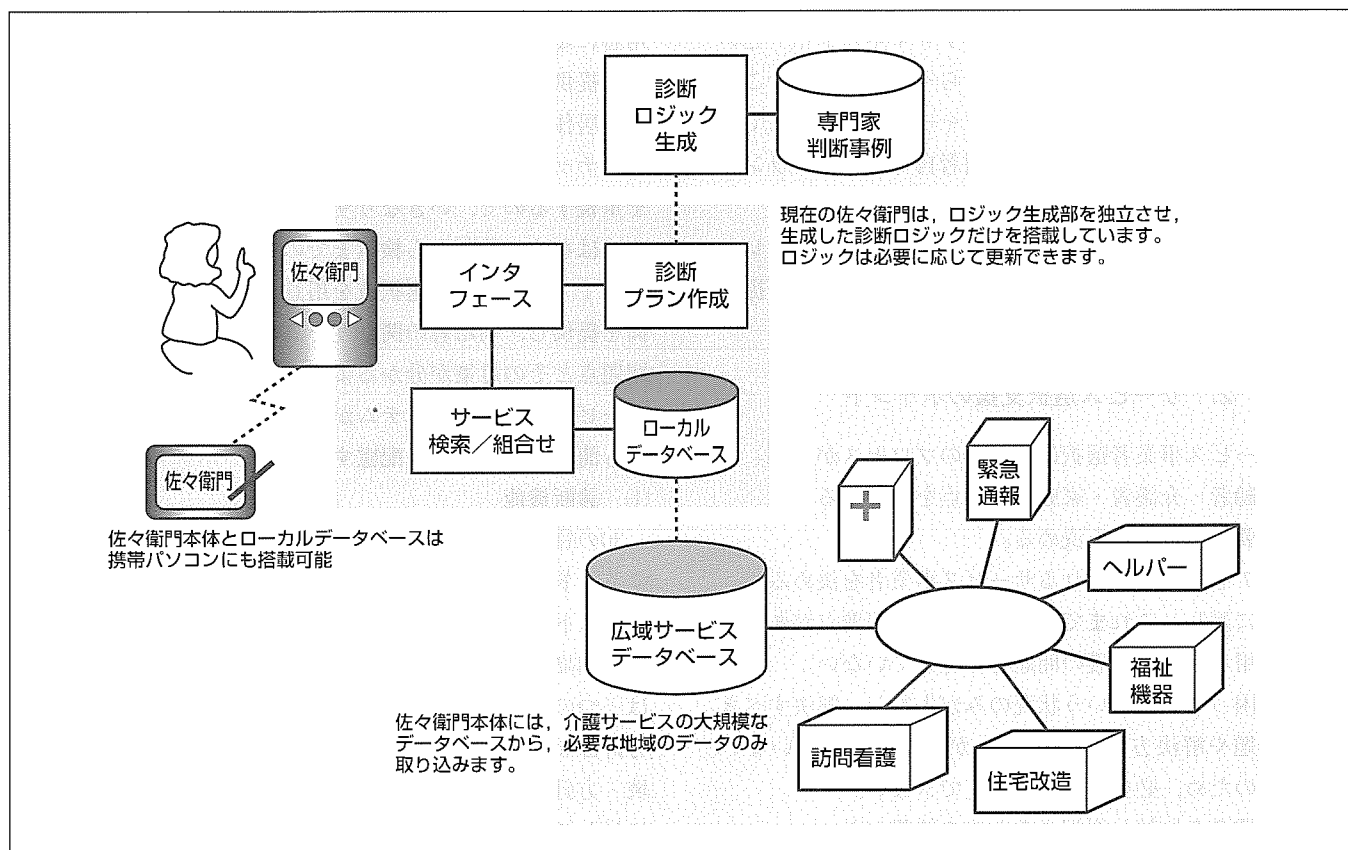 診断
ロジック
生成
専門家
判断事例
現在の佐々衛門は，ロジック生成部を独立させ，
生成した診断ロジックだけを搭載しています。
ロジックは必要に応じて更新できます。
佐々衛門
インタ
フェース
診断
プラン作成
サービス
検索／組合せ
ローカル
データベース
佐々衛門
佐々衛門本体とローカルデータベースは
携帯パソコンにも搭載可能
広域サービス
データベース
緊急
通報
ヘルパー
福祉
機器
住宅改造
訪問看護
佐々衛門本体には，介護サービスの大規模な
データベースから，必要な地域のデータのみ
取り込みます。